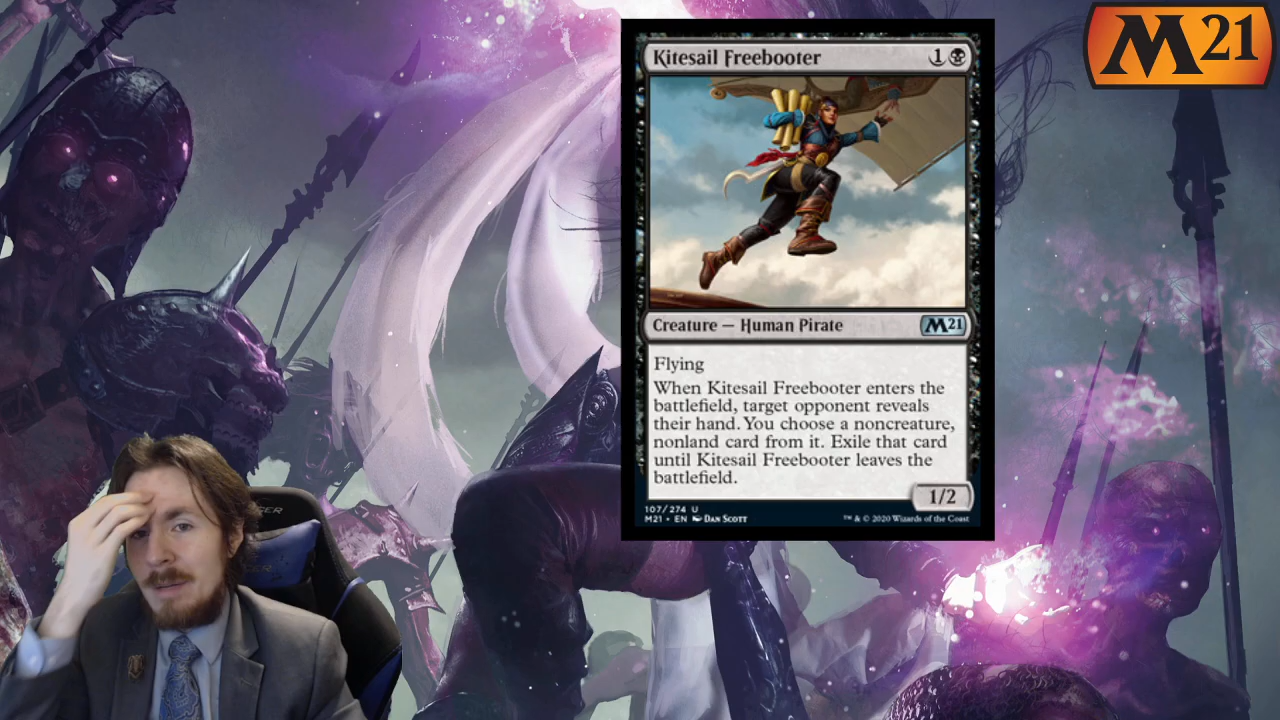 M21
Kitesail Freebooter 1
Creature — Human Pirate M21
Flying
When Kitesail Freebooter enters the
battlefield, target opponent reveals
their hand. You choose a noncreature,
nonland card from it. Exile that card
until Kitesail Freebooter leaves the
battlefield.
1/2
107/274 U
M21 • EN Dan Scott
™ & © 2020 Wizards of the Coast